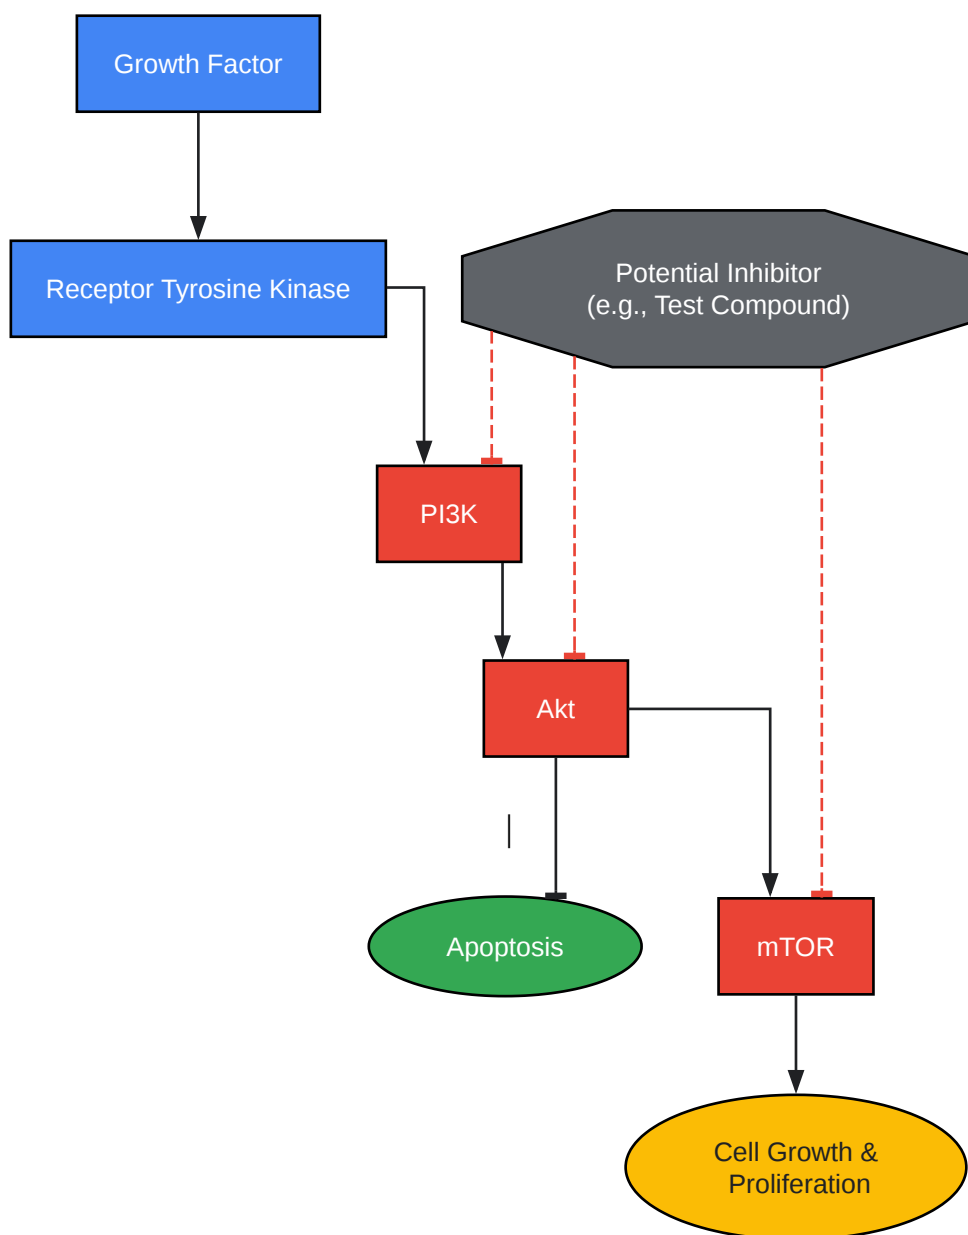 Growth Factor
Receptor Tyrosine Kinase
Potential Inhibitor
(e.g., Test Compound)
PI3K
Akt
|
Apoptosis
mTOR
Cell Growth &
Proliferation